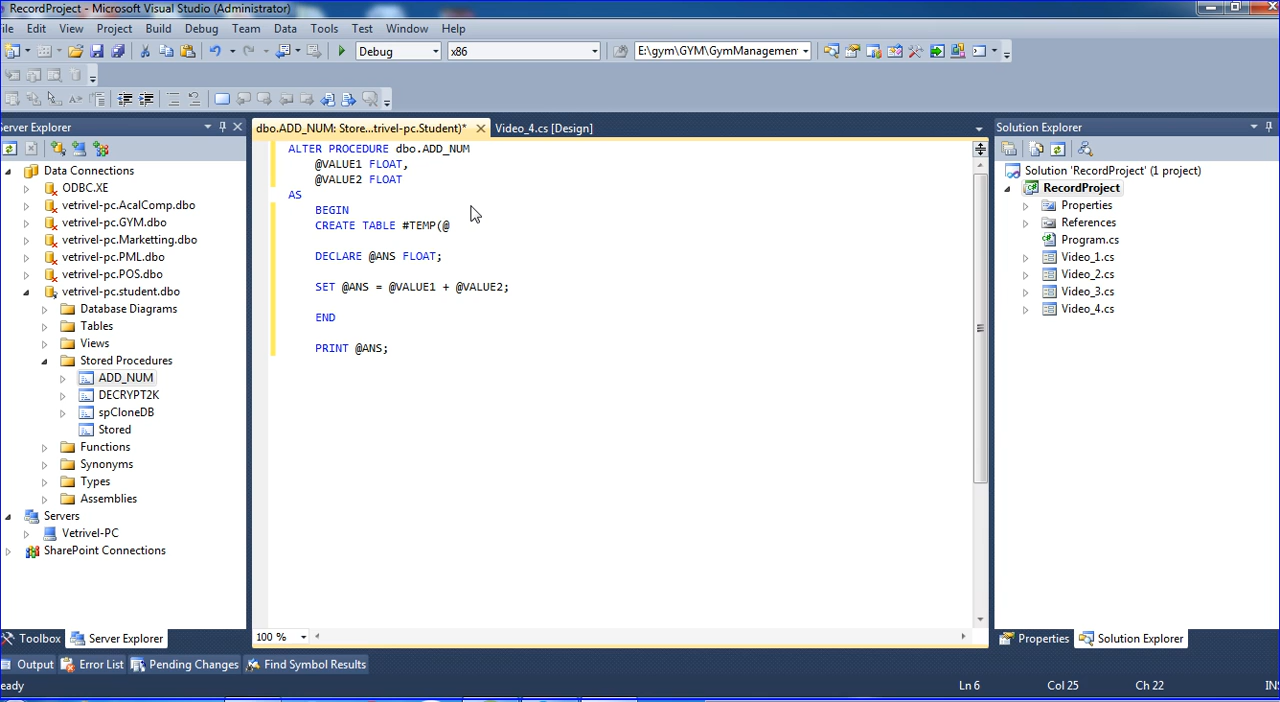 RecordProject - Microsoft Visual Studio (Administrator)
ile Edit View Project Build Debug Team Data Tools Test Window Help
Debug x86 E:\gym\GYM\GymManagement
erver Explorer
Data Connections
ODBC.XE
vetrivel-pc.AcalComp.dbo
vetrivel-pc.GYM.dbo
vetrivel-pc.Marketting.dbo
vetrivel-pc.PML.dbo
vetrivel-pc.POS.dbo
vetrivel-pc.student.dbo
Database Diagrams
Tables
Views
Stored Procedures
ADD_NUM
DECRYPT2K
spCloneDB
Stored
Functions
Synonyms
Types
Assemblies
Servers
Vetrivel-PC
SharePoint Connections
Toolbox Server Explorer
dbo.ADD_NUM: Store...trivel-pc.Student)* Video_4.cs [Design]
ALTER PROCEDURE dbo.ADD_NUM
@VALUE1 FLOAT,
@VALUE2 FLOAT
AS
BEGIN
CREATE TABLE #TEMP(@
DECLARE @ANS FLOAT;
SET @ANS = @VALUE1 + @VALUE2;
END
PRINT @ANS;
100 %
Solution Explorer
Solution 'RecordProject' (1 project)
RecordProject
Properties
References
Program.cs
Video_1.cs
Video_2.cs
Video_3.cs
Video_4.cs
Properties Solution Explorer
Output Error List Pending Changes Find Symbol Results
eady Ln 6 Col 25 Ch 22 INS